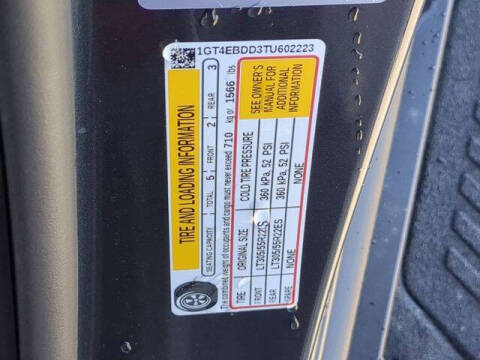 1GT4EBDD3TU602223
TIRE AND LOADING INFORMATION
SEATING CAPACITY TOTAL 5 FRONT 2 REAR 3
The combined weight of occupants and cargo must never exceed 710 kg or 1566 lbs
TIRE ORIGINAL SIZE COLD TIRE PRESSURE
FRONT LT305/55R22ES 360 kPa, 52 PSI
REAR LT305/55R22ES 360 kPa, 52 PSI
SPARE NONE NONE
SEE OWNER'S
MANUAL FOR
ADDITIONAL
INFORMATION